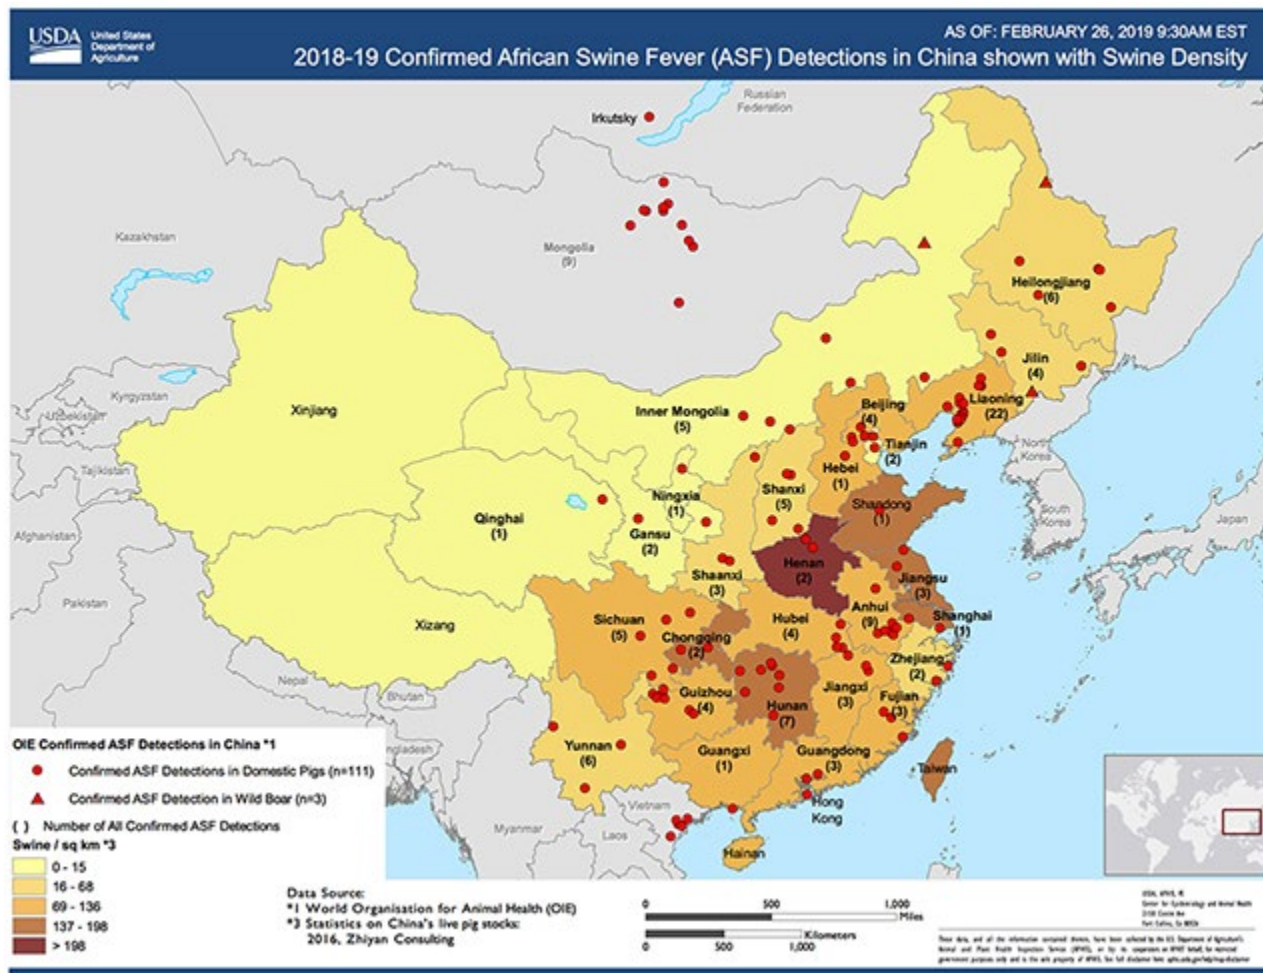 USDA
United States
Department of
Agriculture
AS OF: FEBRUARY 26, 2019 9:30AM EST
2018-19 Confirmed African Swine Fever (ASF) Detections in China shown with Swine Density
Russian
Federation
Irkutsky
Kazakhstan
Mongolia
(9)
Heilongjiang
(6)
Jilin
(4)
Kyrgyzstan
Uzbekistan
Xinjiang
Inner Mongolia
(5)
Beijing
(4)
Liaoning
(22)
Tianjin
(2)
North
Korea
Tajikistan
Hebei
(1)
Ningxia
(1)
Shanxi
(5)
Shandong
(1)
South
Korea
Japan
Afghanistan
Qinghai
(1)
Gansu
(2)
Henan
(2)
Shaanxi
(3)
Jiangsu
(3)
Pakistan
Xizang
Sichuan
(5)
Chongqing
(2)
Hubei
(4)
Anhui
(9)
Shanghai
(1)
Zhejiang
(2)
Nepal
Bhutan
Guizhou
(4)
Hunan
(7)
Jiangxi
(3)
Fujian
(3)
Yunnan
(6)
Guangxi
(1)
Guangdong
(3)
Taiwan
ngladesh
Myanmar
Vietnam
Laos
Hong
Kong
Hainan
OIE Confirmed ASF Detections in China *1
Confirmed ASF Detections in Domestic Pigs (n=111)
Confirmed ASF Detection in Wild Boar (n=3)
( ) Number of All Confirmed ASF Detections
Swine / sq km *3
0 - 15
16 - 68
69 - 136
137 - 198
> 198
Data Source:
*1 World Organisation for Animal Health (OIE)
*3 Statistics on China's live pig stocks:
2016, Zhiyan Consulting
0 500 1,000
Miles
Kilometers
0 500 1,000